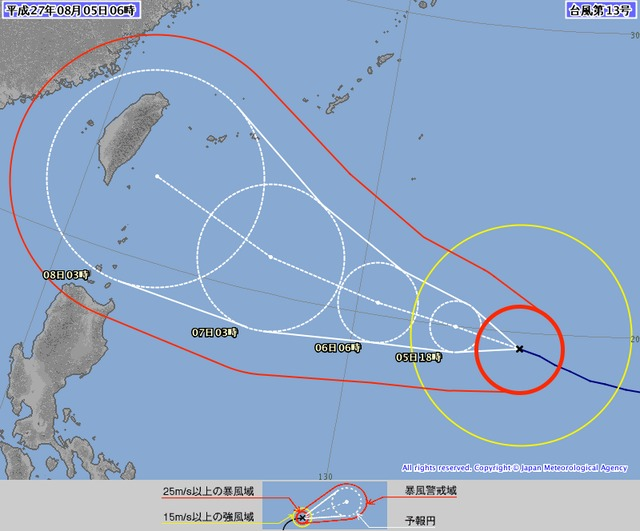 平成27年08月05日06時
台風第13号
30
20
08日03時
07日03時
06日06時
05日18時
All rights reserved. Copyright © Japan Meteorological Agency
130
25m/s以上の暴風域
暴風警戒域
15m/s以上の強風域
予報円